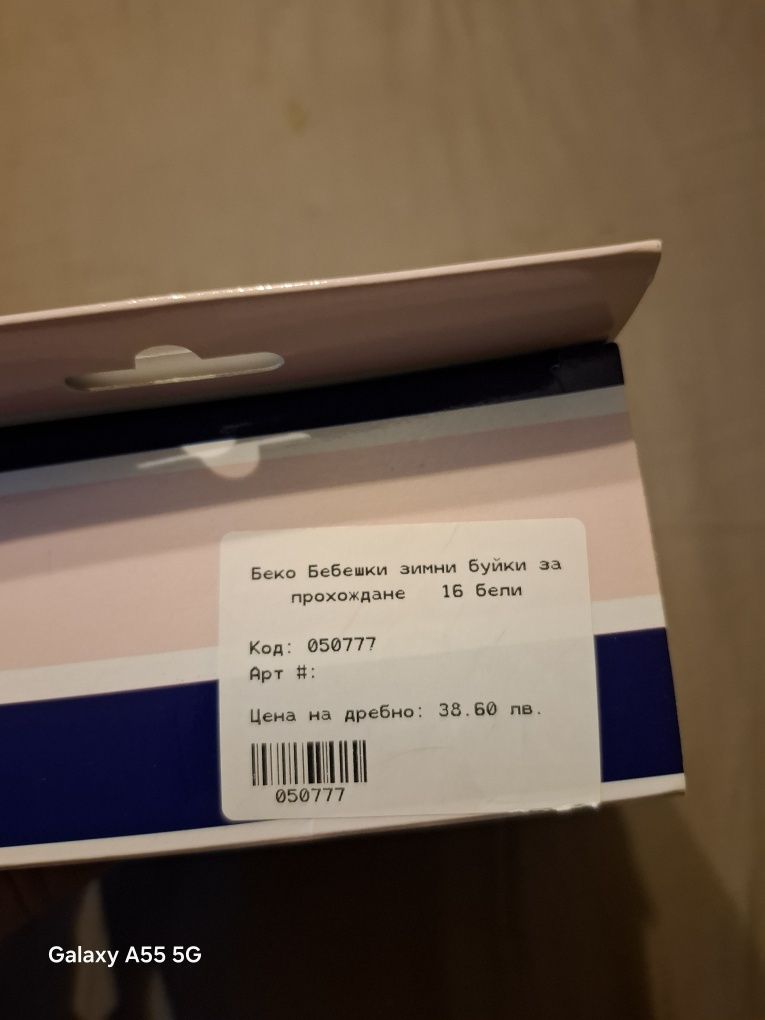 Беко Бебешки зимни буйки за
прохождане 16 бели
Код: 050777
Арт #:
Цена на дребно: 38.60 лв.
050777
Galaxy A55 5G